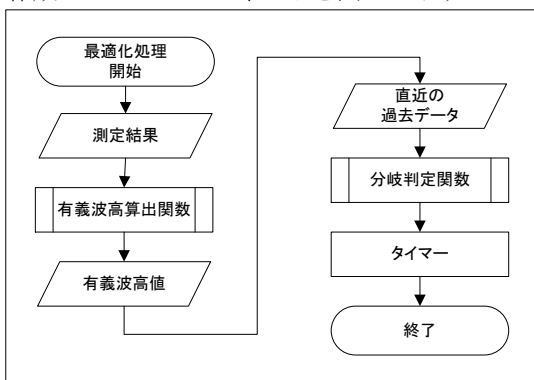 最適化処理
開始
測定結果
有義波高算出関数
有義波高値
直近の
過去データ
分岐判定関数
タイマー
終了